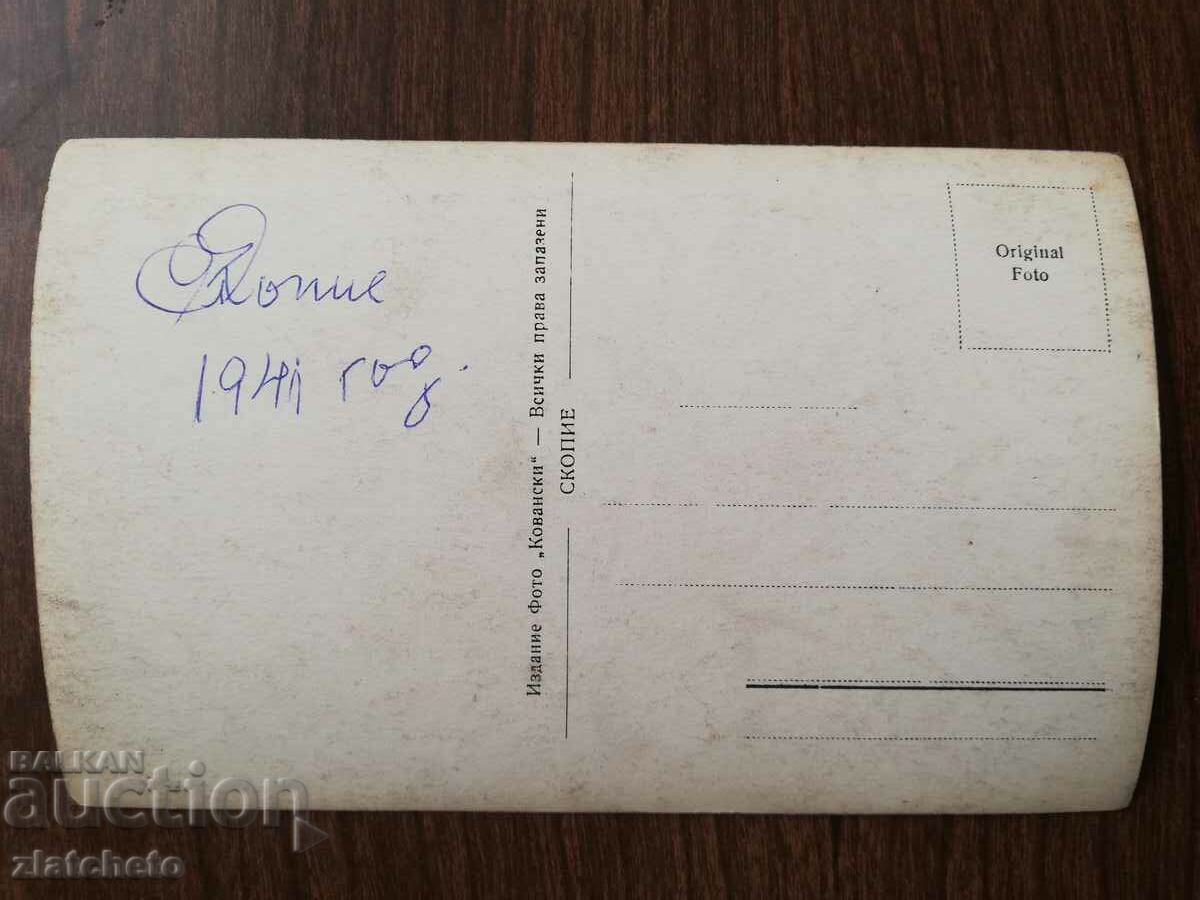 Скопие
1941 год.
Издание Фото „Ковански“ — Всички права запазени
СКОПИЕ
Original
Foto
BALKAN
auction
zlatcheto